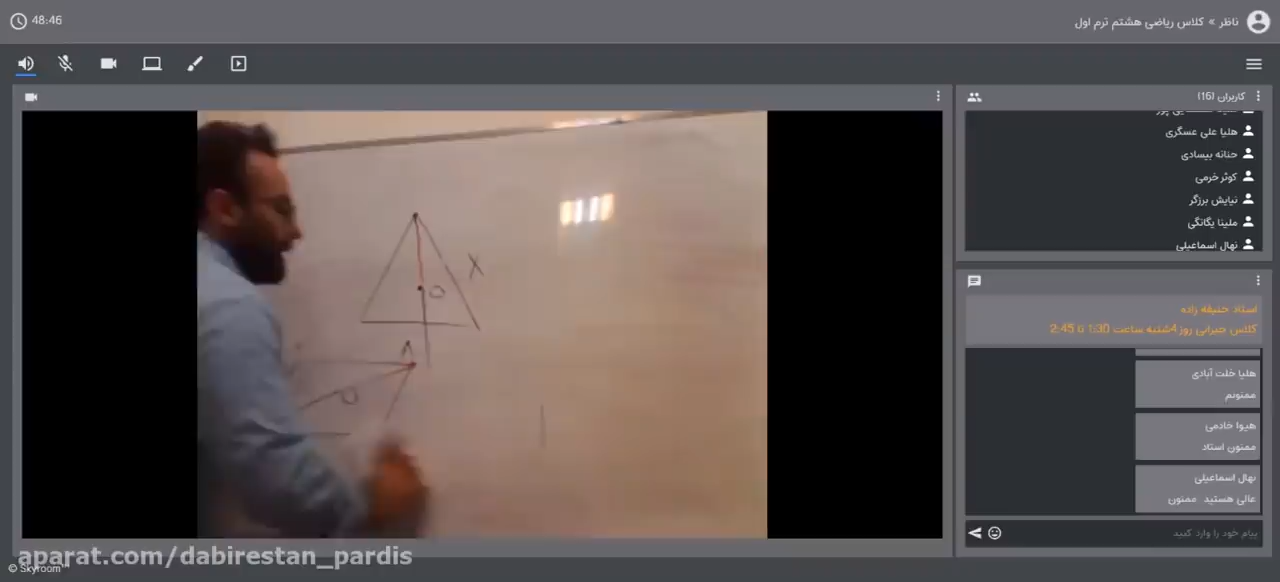 48:46
ناظر » کلاس ریاضی هشتم نرم اول
کاربران (16)
هلیا علی عسگری
حنانه بیسادی
کوثر خرمی
نیایش برزگر
ملینا یگانگی
نهال اسماعیلی
استاد حنیفه زاده
کلاس جبرانی روز 4شنبه ساعت 1:30 تا 2:45
هلیا خلت آبادی
ممنونم
هیوا خادمی
ممنون استاد
نهال اسماعیلی
عالی هستید ممنون
پیام خود را وارد کنید
X
O
A
O
aparat.com/dabirestan_pardis
© Skyroom